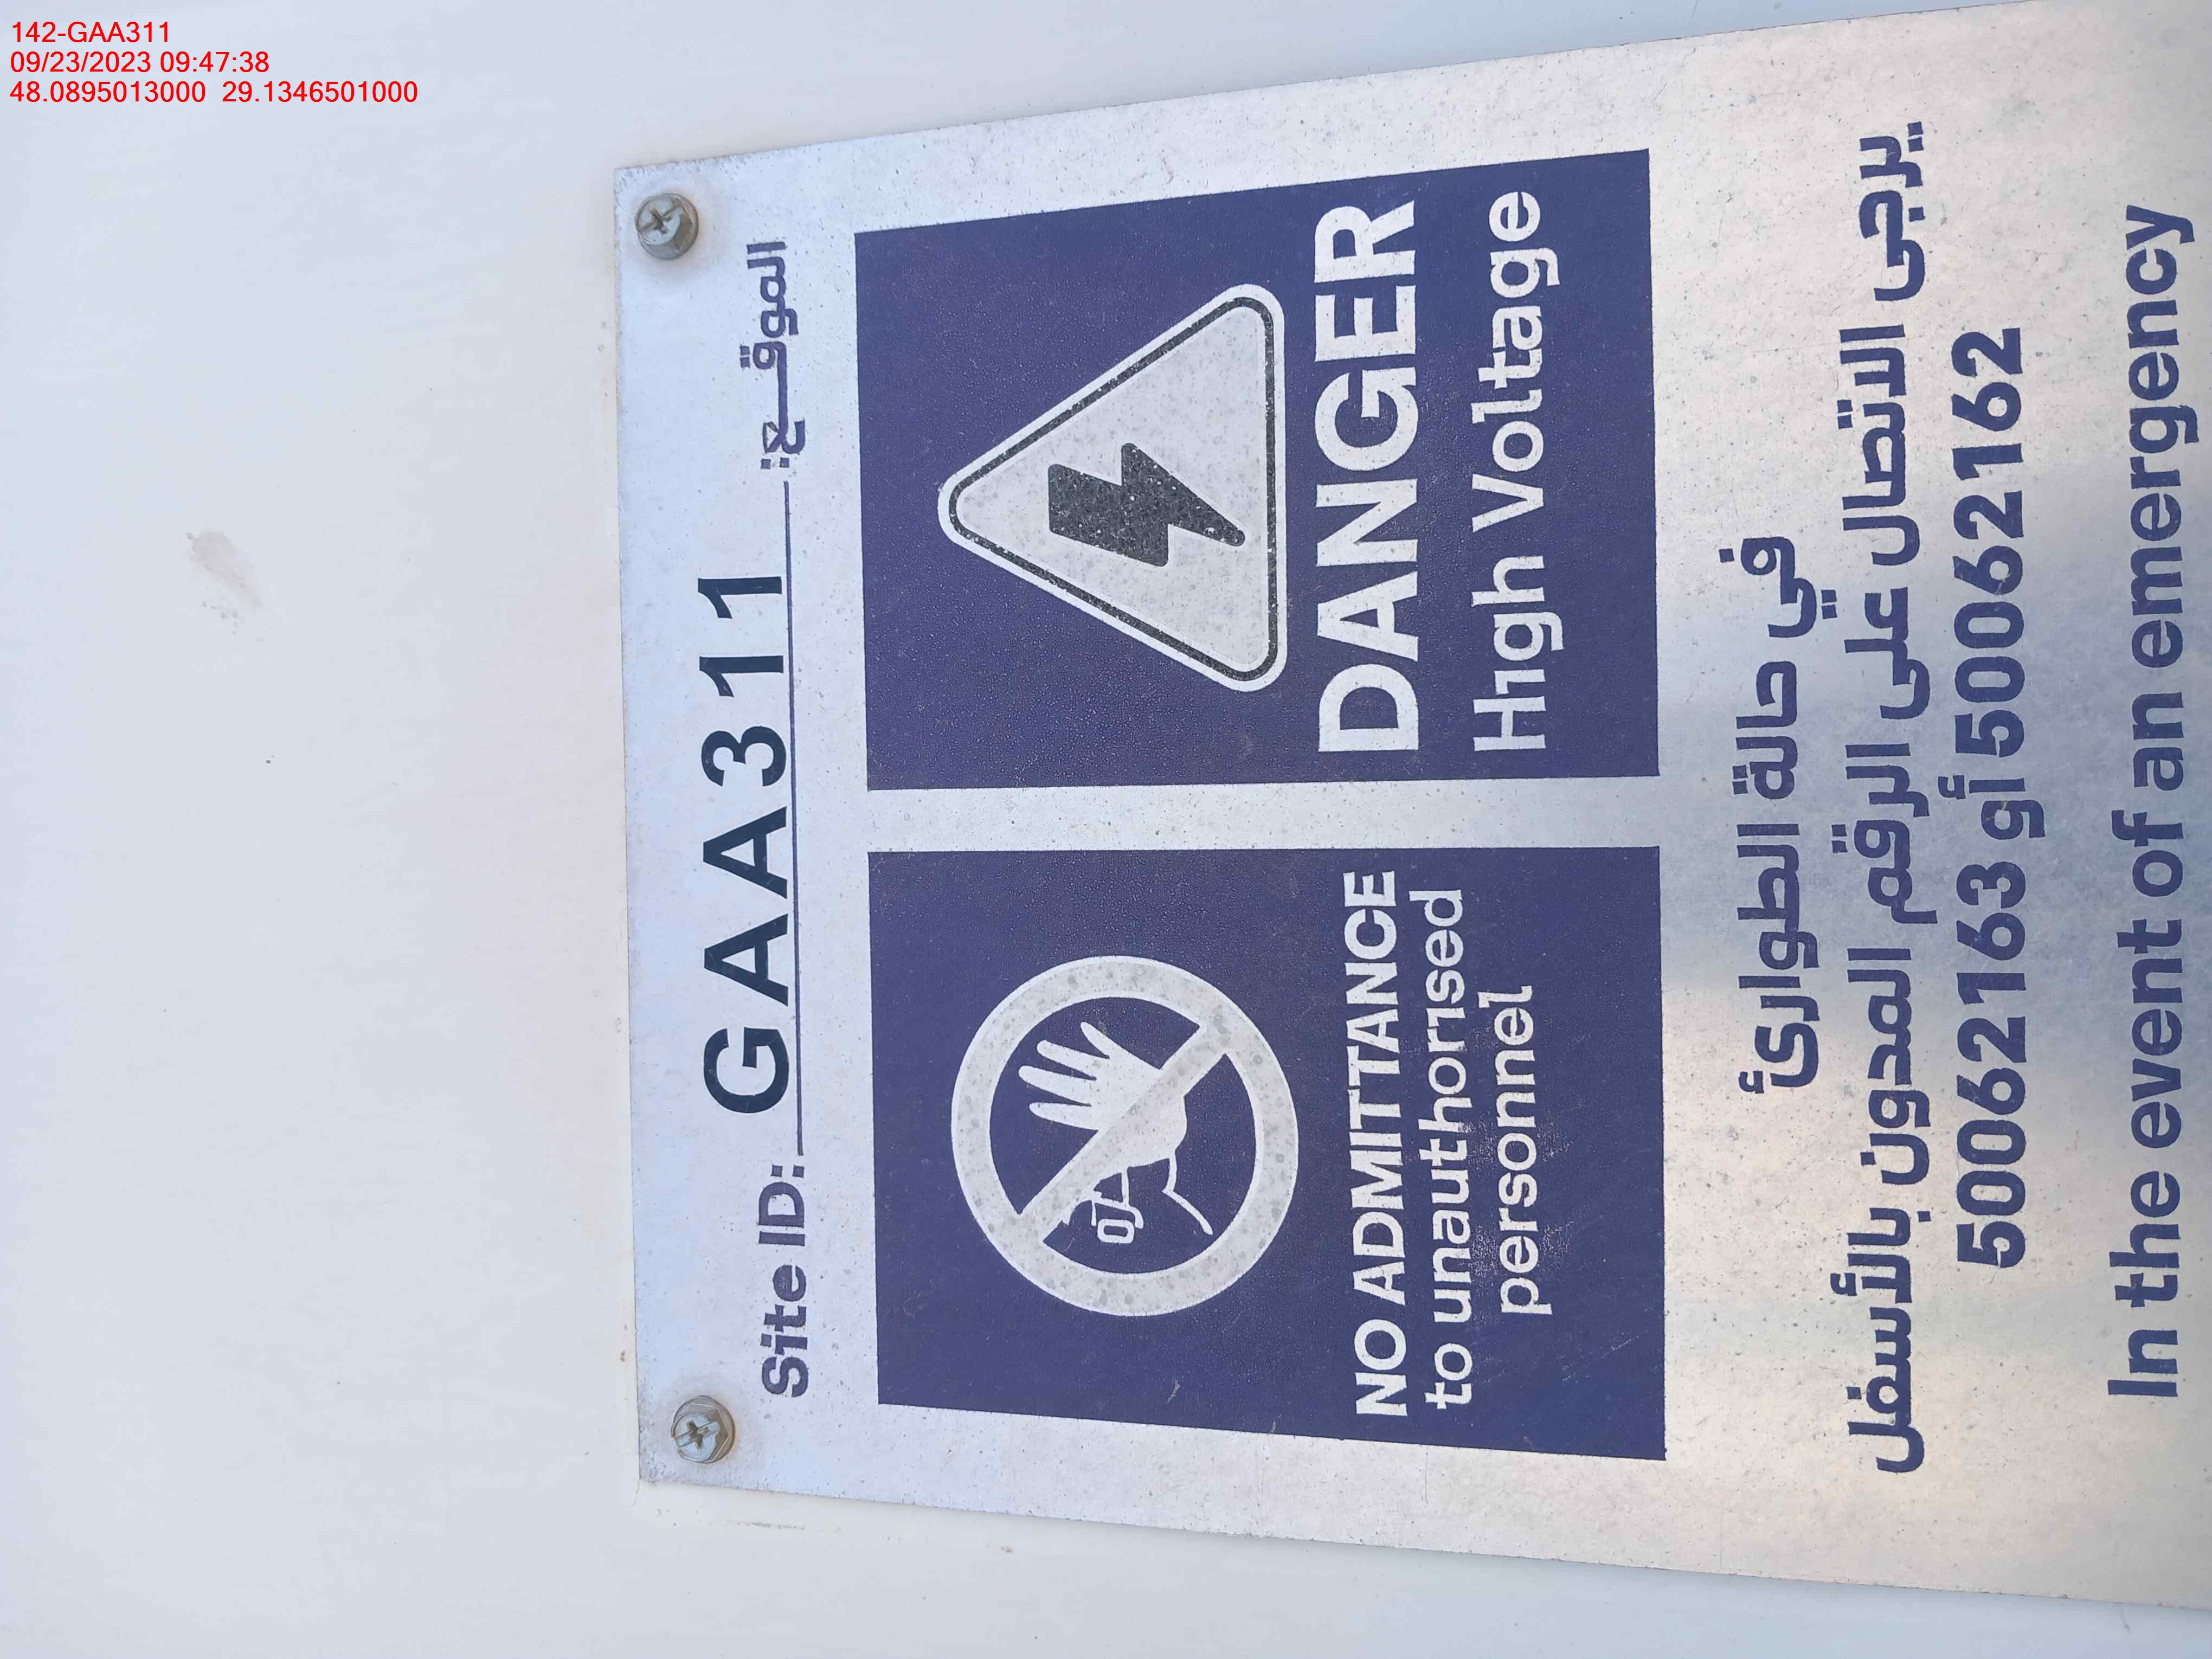 142-GAA311
09/23/2023 09:47:38
48.0895013000 29.1346501000
Site ID: GAA311 الموقع:
NO ADMITTANCE
to unauthorised
personnel
DANGER
High Voltage
في حالة الطوارئ
يرجى الاتصال على الرقم المدون بالأسفل
50062163 أو 50062162
In the event of an emergency